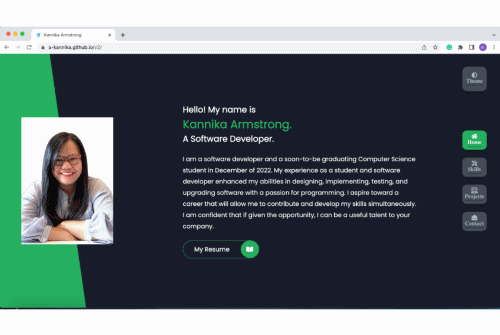 Kannika Armstrong
a-kannika.github.io/v2/
Theme
Hello! My name is
Kannika Armstrong.
A Software Developer.
I am a software developer and a soon-to-be graduating Computer Science
student in December of 2022. My experience as a student and software
developer enhanced my abilities in designing, implementing, testing, and
upgrading software with a passion for programming. I aspire toward a
career that will allow me to contribute and develop my skills simultaneously.
I am confident that if given the opportunity, I can be a useful talent to your
company.
My Resume
Home
Skills
Projects
Contact